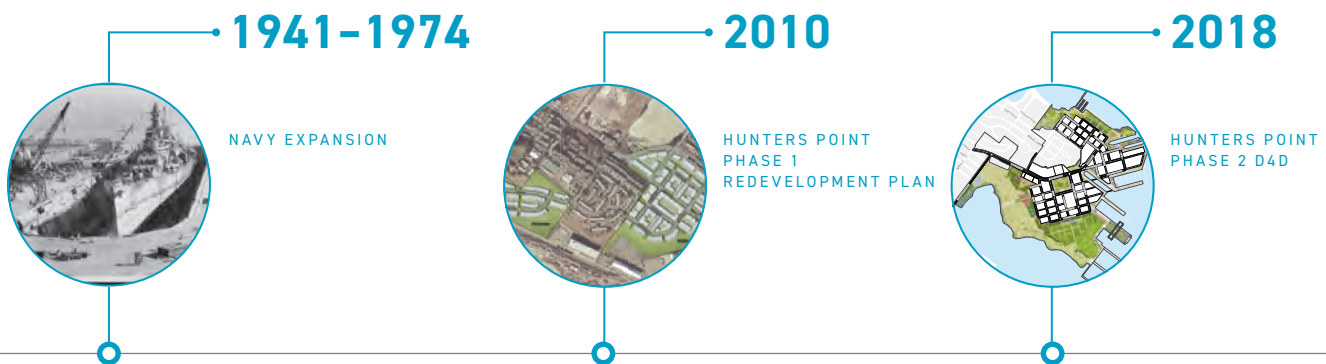 1941–1974
NAVY EXPANSION
2010
HUNTERS POINT
PHASE 1
REDEVELOPMENT PLAN
2018
HUNTERS POINT
PHASE 2 D4D